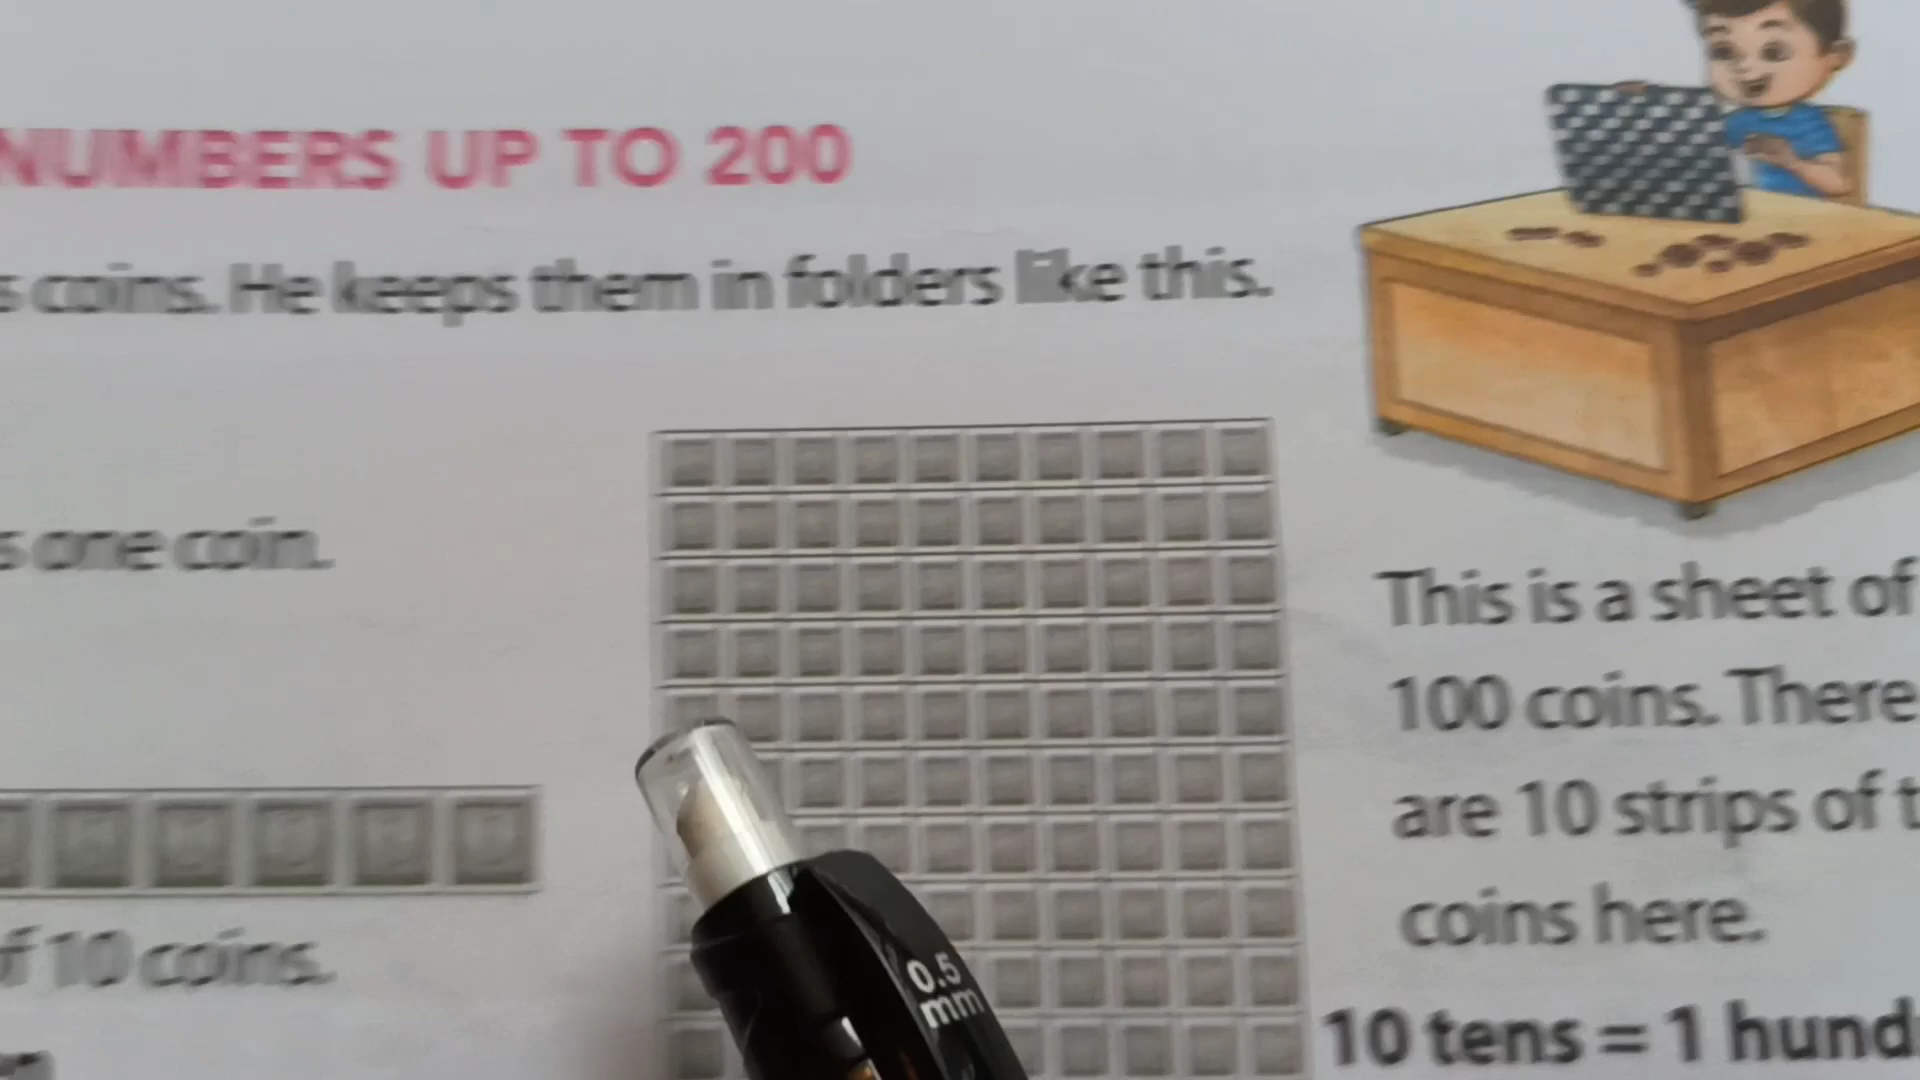 NUMBERS UP TO 200
s coins. He keeps them in folders like this.
s one coin.
This is a sheet of
100 coins. There
are 10 strips of t
coins here.
of 10 coins.
10 tens = 1 hund
0.5
mm